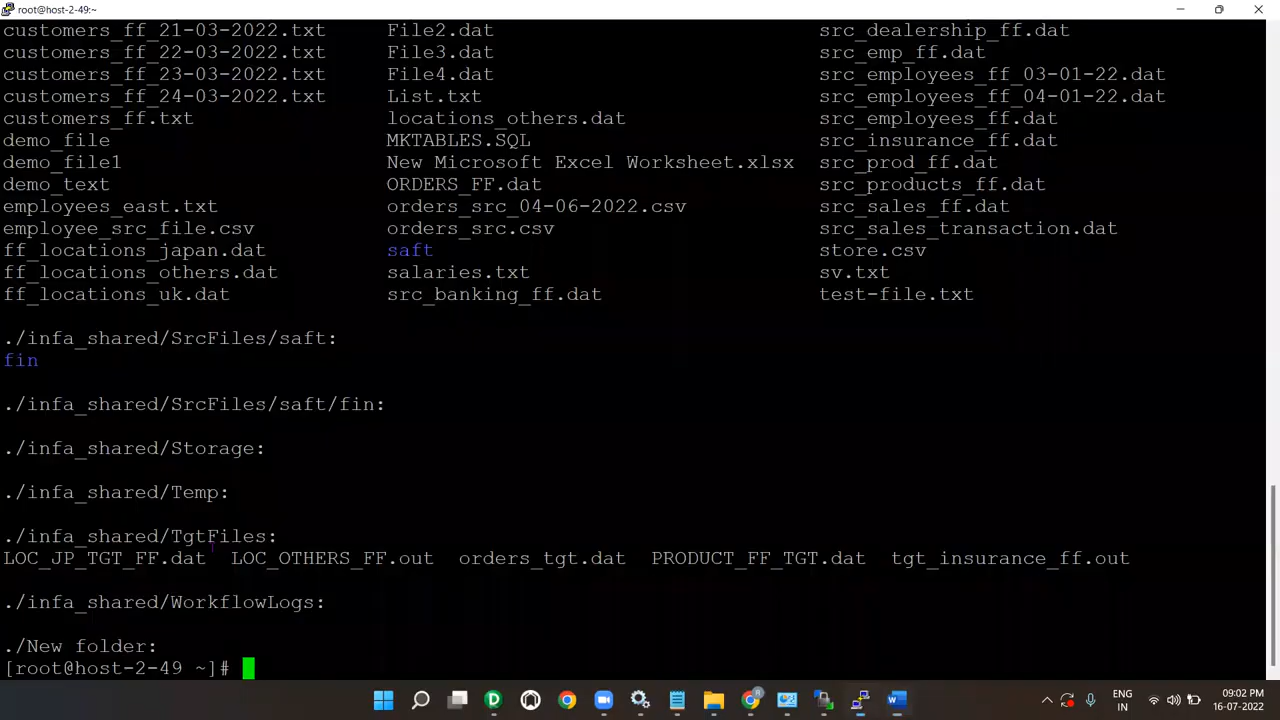 root@host-2-49:~
customers_ff_21-03-2022.txt File2.dat src_dealership_ff.dat
customers_ff_22-03-2022.txt File3.dat src_emp_ff.dat
customers_ff_23-03-2022.txt File4.dat src_employees_ff_03-01-22.dat
customers_ff_24-03-2022.txt List.txt src_employees_ff_04-01-22.dat
customers_ff.txt locations_others.dat src_employees_ff.dat
demo_file MKTABLES.SQL src_insurance_ff.dat
demo_file1 New Microsoft Excel Worksheet.xlsx src_prod_ff.dat
demo_text ORDERS_FF.dat src_products_ff.dat
employees_east.txt orders_src_04-06-2022.csv src_sales_ff.dat
employee_src_file.csv orders_src.csv src_sales_transaction.dat
ff_locations_japan.dat saft store.csv
ff_locations_others.dat salaries.txt sv.txt
ff_locations_uk.dat src_banking_ff.dat test-file.txt
./infa_shared/SrcFiles/saft:
fin
./infa_shared/SrcFiles/saft/fin:
./infa_shared/Storage:
./infa_shared/Temp:
./infa_shared/TgtFiles:
LOC_JP_TGT_FF.dat LOC_OTHERS_FF.out orders_tgt.dat PRODUCT_FF_TGT.dat tgt_insurance_ff.out
./infa_shared/WorkflowLogs:
./New folder:
[root@host-2-49 ~]#
ENG
IN
09:02 PM
16-07-2022